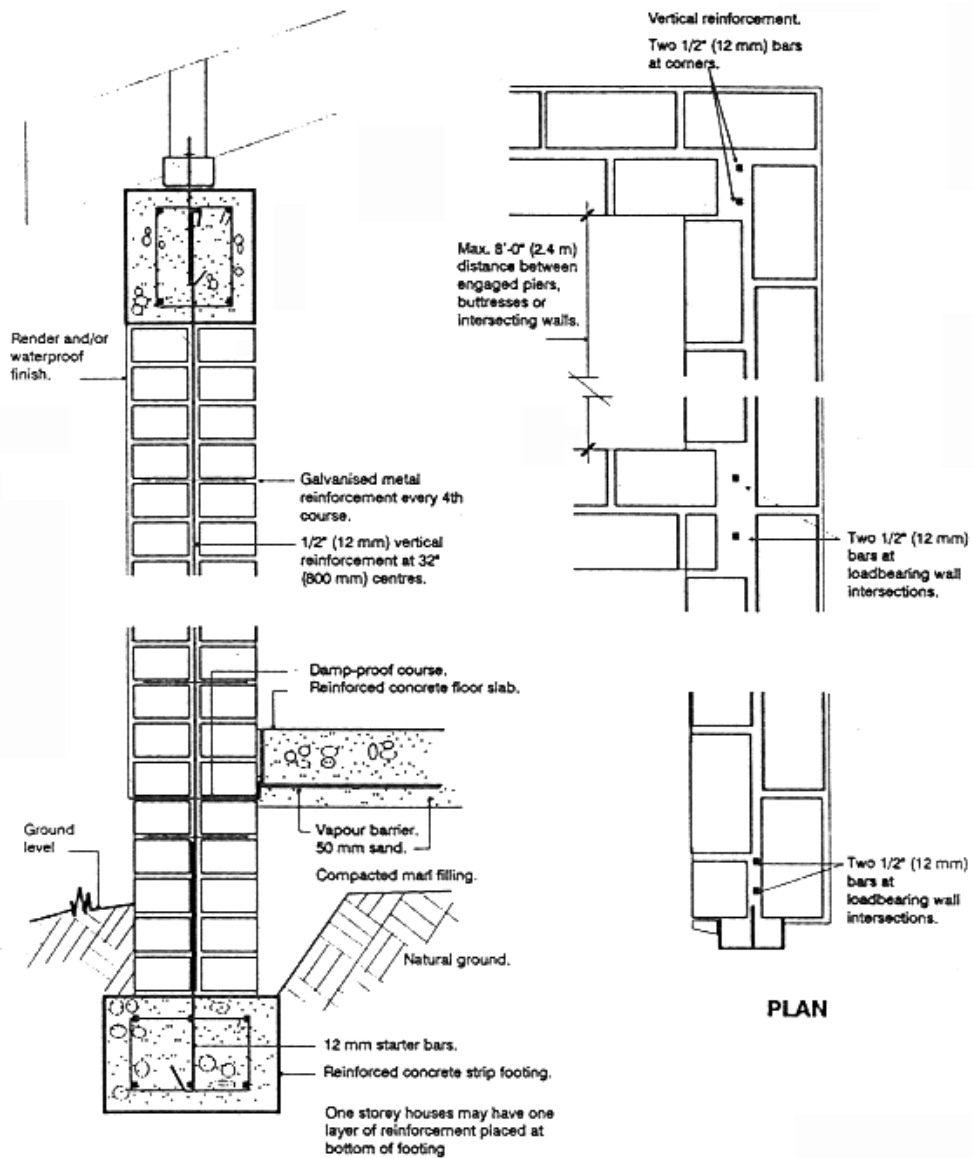 Vertical reinforcement.
Two 1/2" (12 mm) bars
at corners.
Max. 8'-0" (2.4 m)
distance between
engaged piers,
buttresses or
intersecting walls.
Render and/or
waterproof
finish.
Galvanised metal
reinforcement every 4th
course.
1/2" (12 mm) vertical
reinforcement at 32"
(800 mm) centres.
Two 1/2" (12 mm)
bars at
loadbearing wall
intersections.
Damp-proof course.
Reinforced concrete floor slab.
Ground
level
Vapour barrier.
50 mm sand.
Compacted marl filling.
Natural ground.
Two 1/2" (12 mm)
bars at
loadbearing wall
intersections.
PLAN
12 mm starter bars.
Reinforced concrete strip footing.
One storey houses may have one
layer of reinforcement placed at
bottom of footing